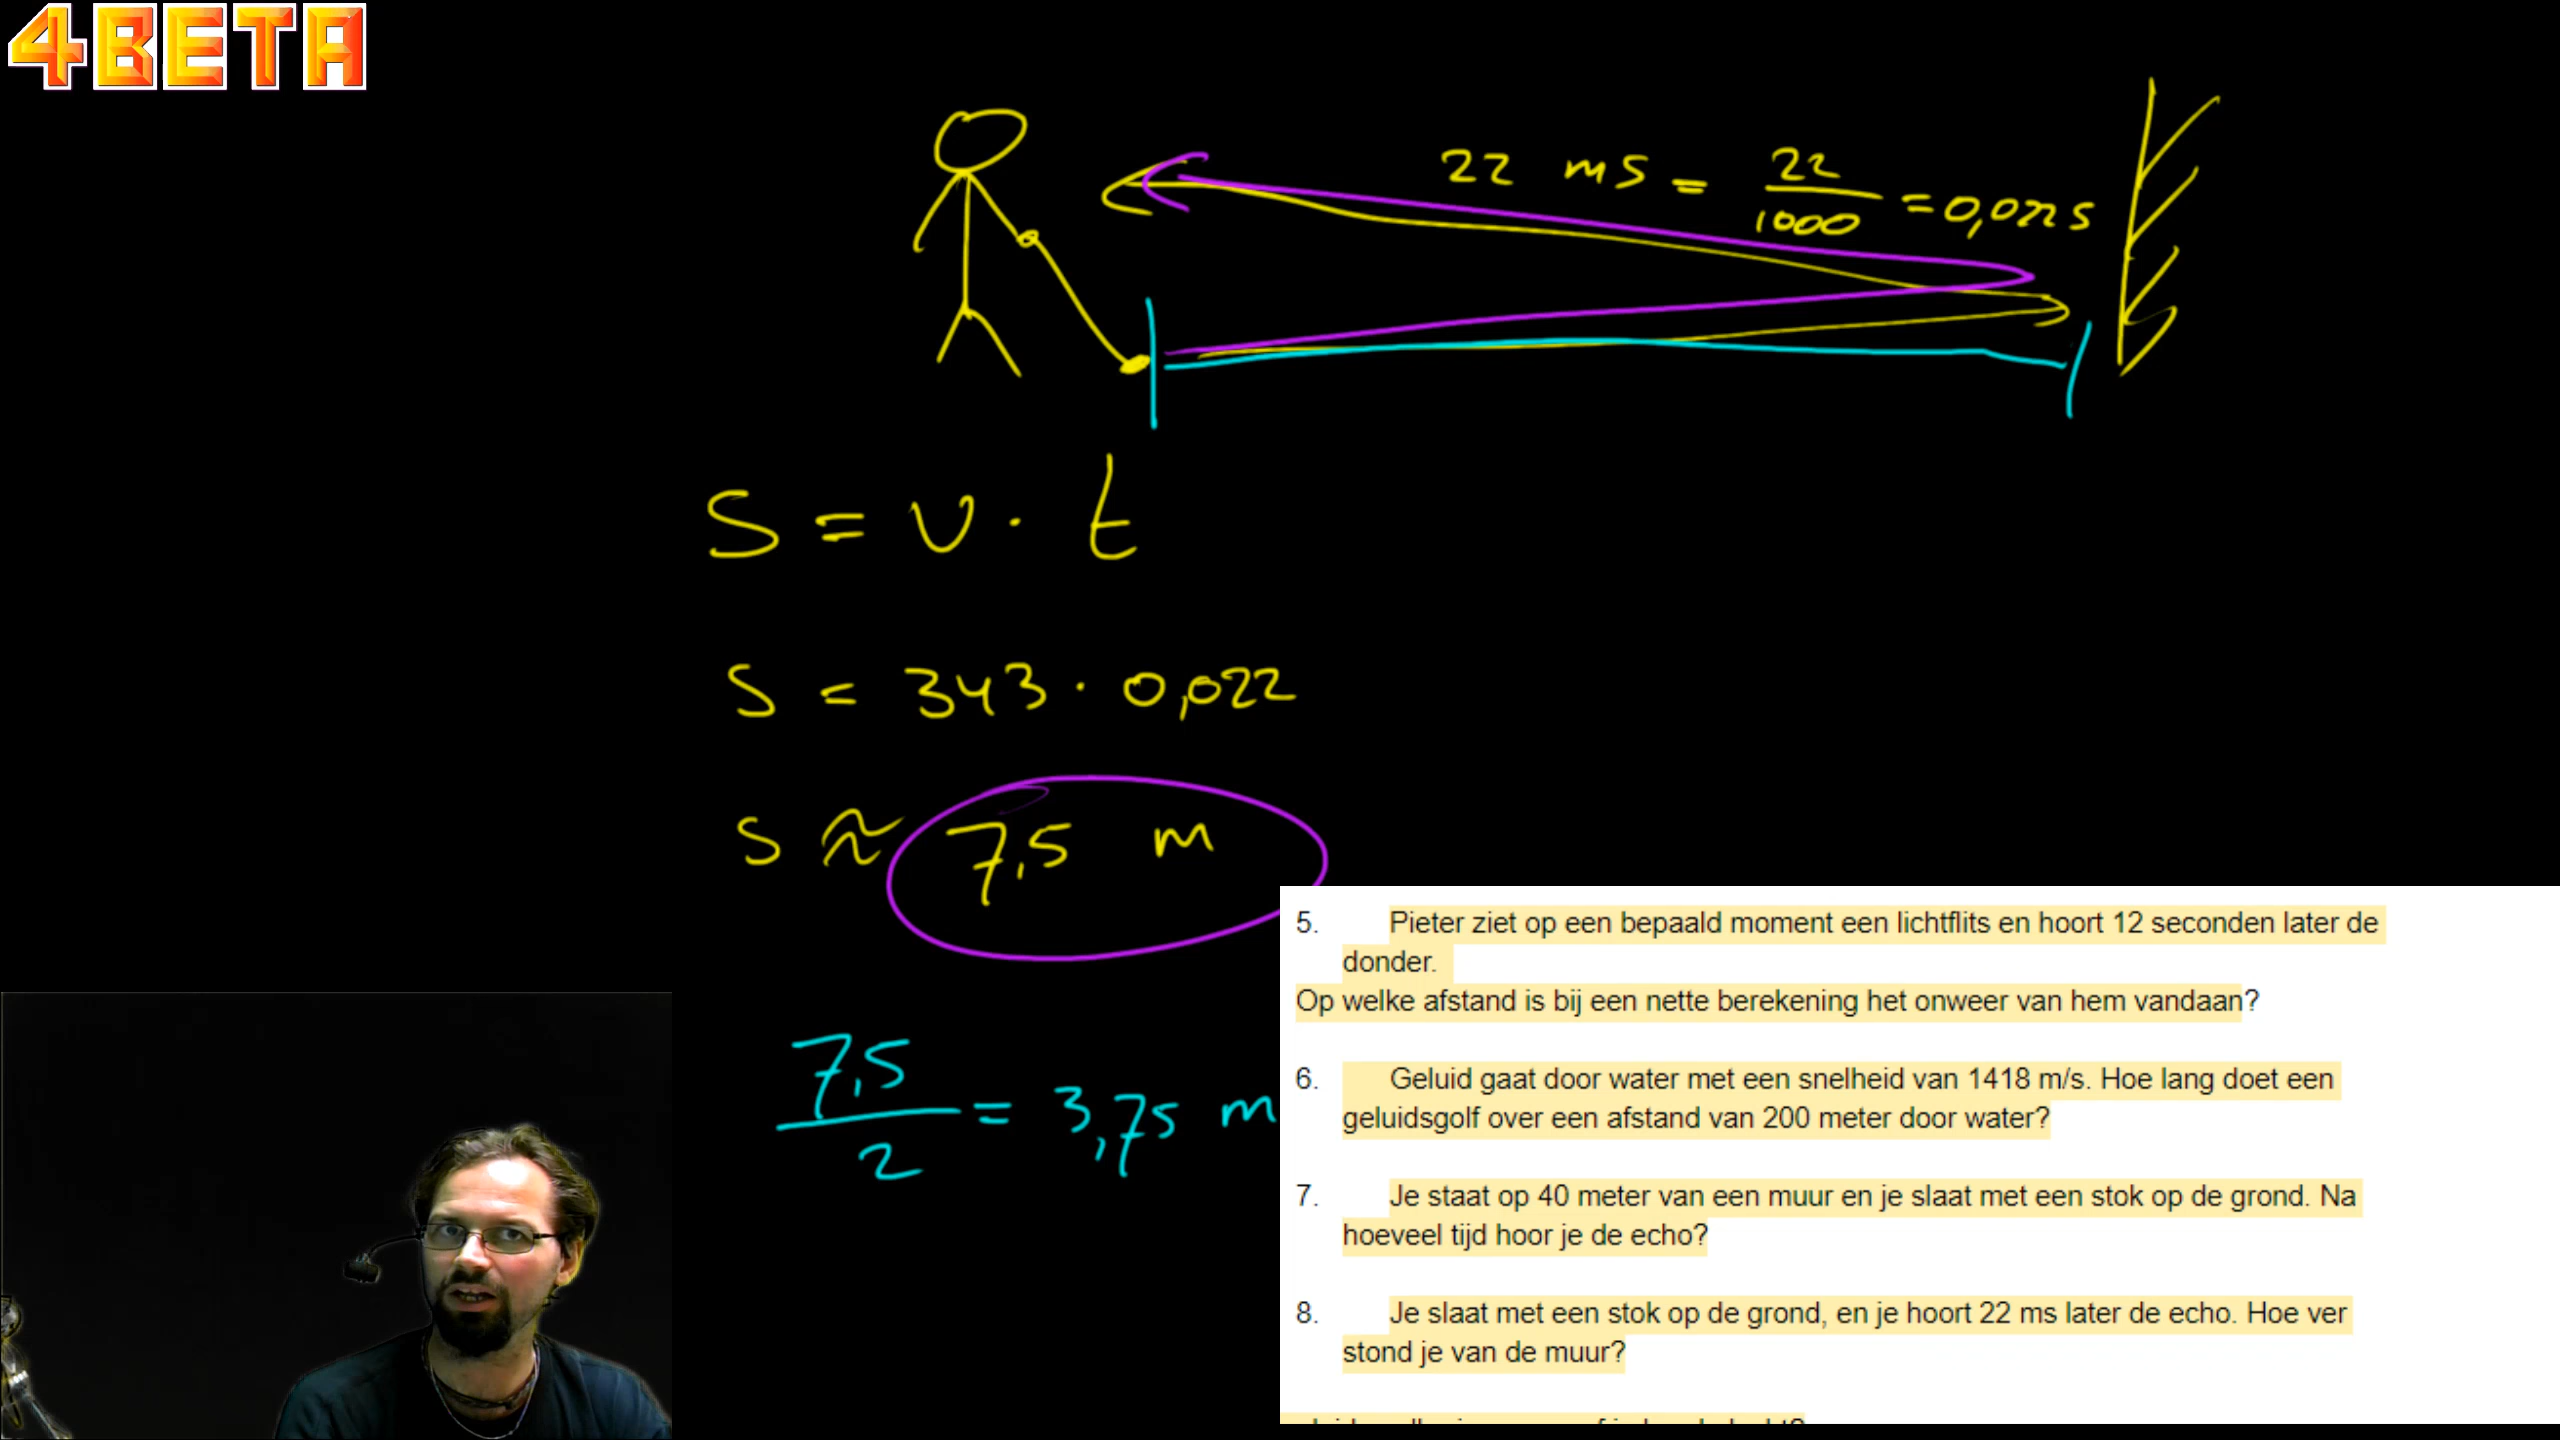 4BETA
22 ms = 22/1000 = 0,022 s
s = v · t
s = 343 · 0,022
s ≈ 7,5 m
7,5/2 = 3,75 m
5. Pieter ziet op een bepaald moment een lichtflits en hoort 12 seconden later de
donder.
Op welke afstand is bij een nette berekening het onweer van hem vandaan?
6. Geluid gaat door water met een snelheid van 1418 m/s. Hoe lang doet een
geluidsgolf over een afstand van 200 meter door water?
7. Je staat op 40 meter van een muur en je slaat met een stok op de grond. Na
hoeveel tijd hoor je de echo?
8. Je slaat met een stok op de grond, en je hoort 22 ms later de echo. Hoe ver
stond je van de muur?